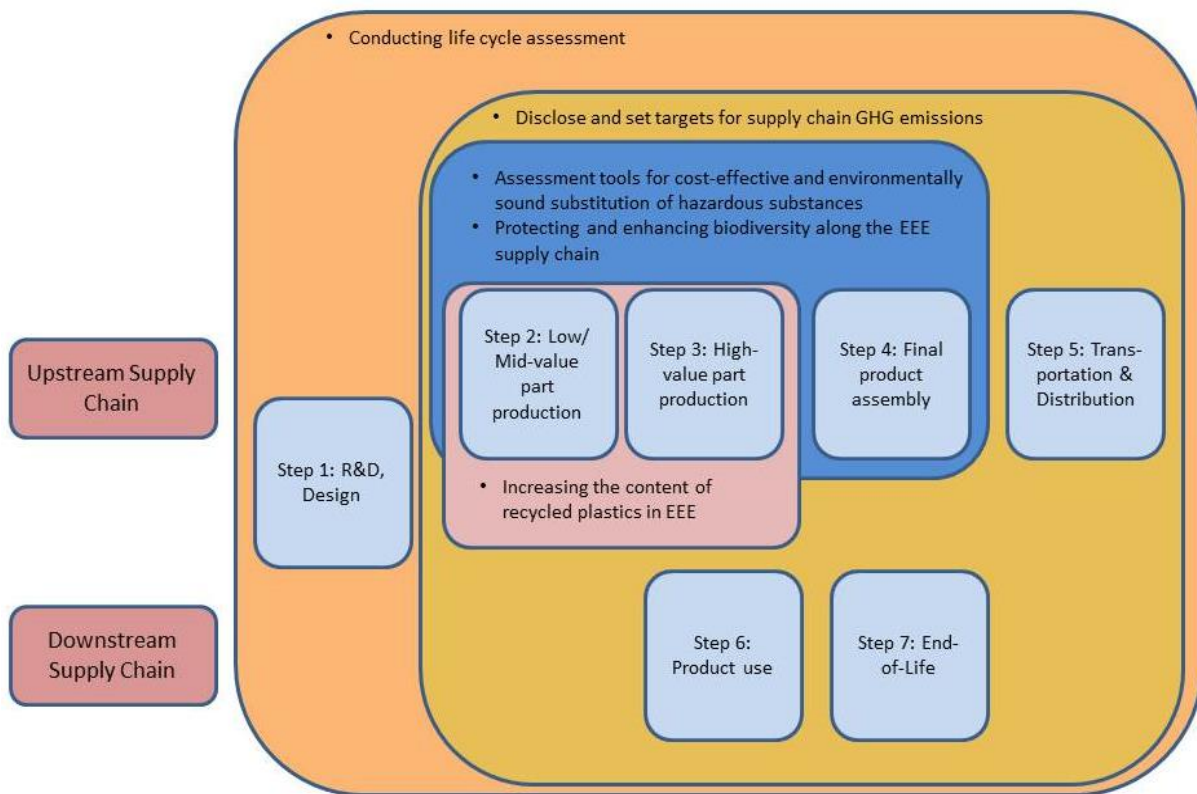 • Conducting life cycle assessment
• Disclose and set targets for supply chain GHG emissions
• Assessment tools for cost-effective and environmentally
sound substitution of hazardous substances
• Protecting and enhancing biodiversity along the EEE
supply chain
Upstream Supply
Chain
Step 1: R&D,
Design
Step 2: Low/
Mid-value
part
production
Step 3: High-
value part
production
Step 4: Final
product
assembly
Step 5: Trans-
portation &
Distribution
• Increasing the content of
recycled plastics in EEE
Downstream
Supply Chain
Step 6:
Product use
Step 7: End-
of-Life